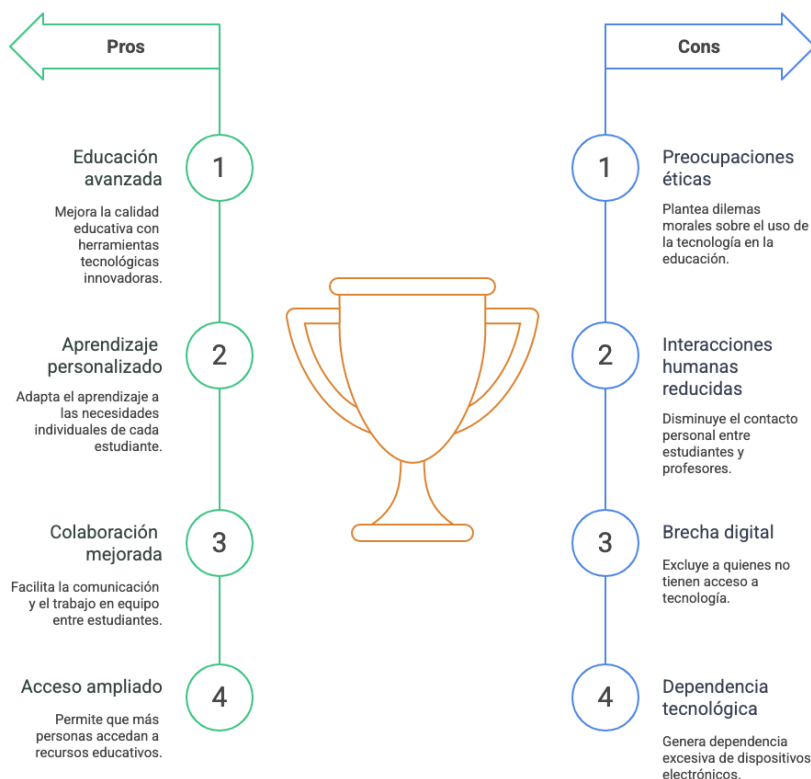 Pros
1
Educación
avanzada
Mejora la calidad
educativa con
herramientas
tecnológicas
innovadoras.
2
Aprendizaje
personalizado
Adapta el aprendizaje a
las necesidades
individuales de cada
estudiante.
3
Colaboración
mejorada
Facilita la comunicación
y el trabajo en equipo
entre estudiantes.
4
Acceso ampliado
Permite que más
personas accedan a
recursos educativos.
Cons
1
Preocupaciones
éticas
Plantea dilemas
morales sobre el uso de
la tecnología en la
educación.
2
Interacciones
humanas
reducidas
Disminuye el contacto
personal entre
estudiantes y
profesores.
3
Brecha digital
Excluye a quienes no
tienen acceso a
tecnología.
4
Dependencia
tecnológica
Genera dependencia
excesiva de dispositivos
electrónicos.